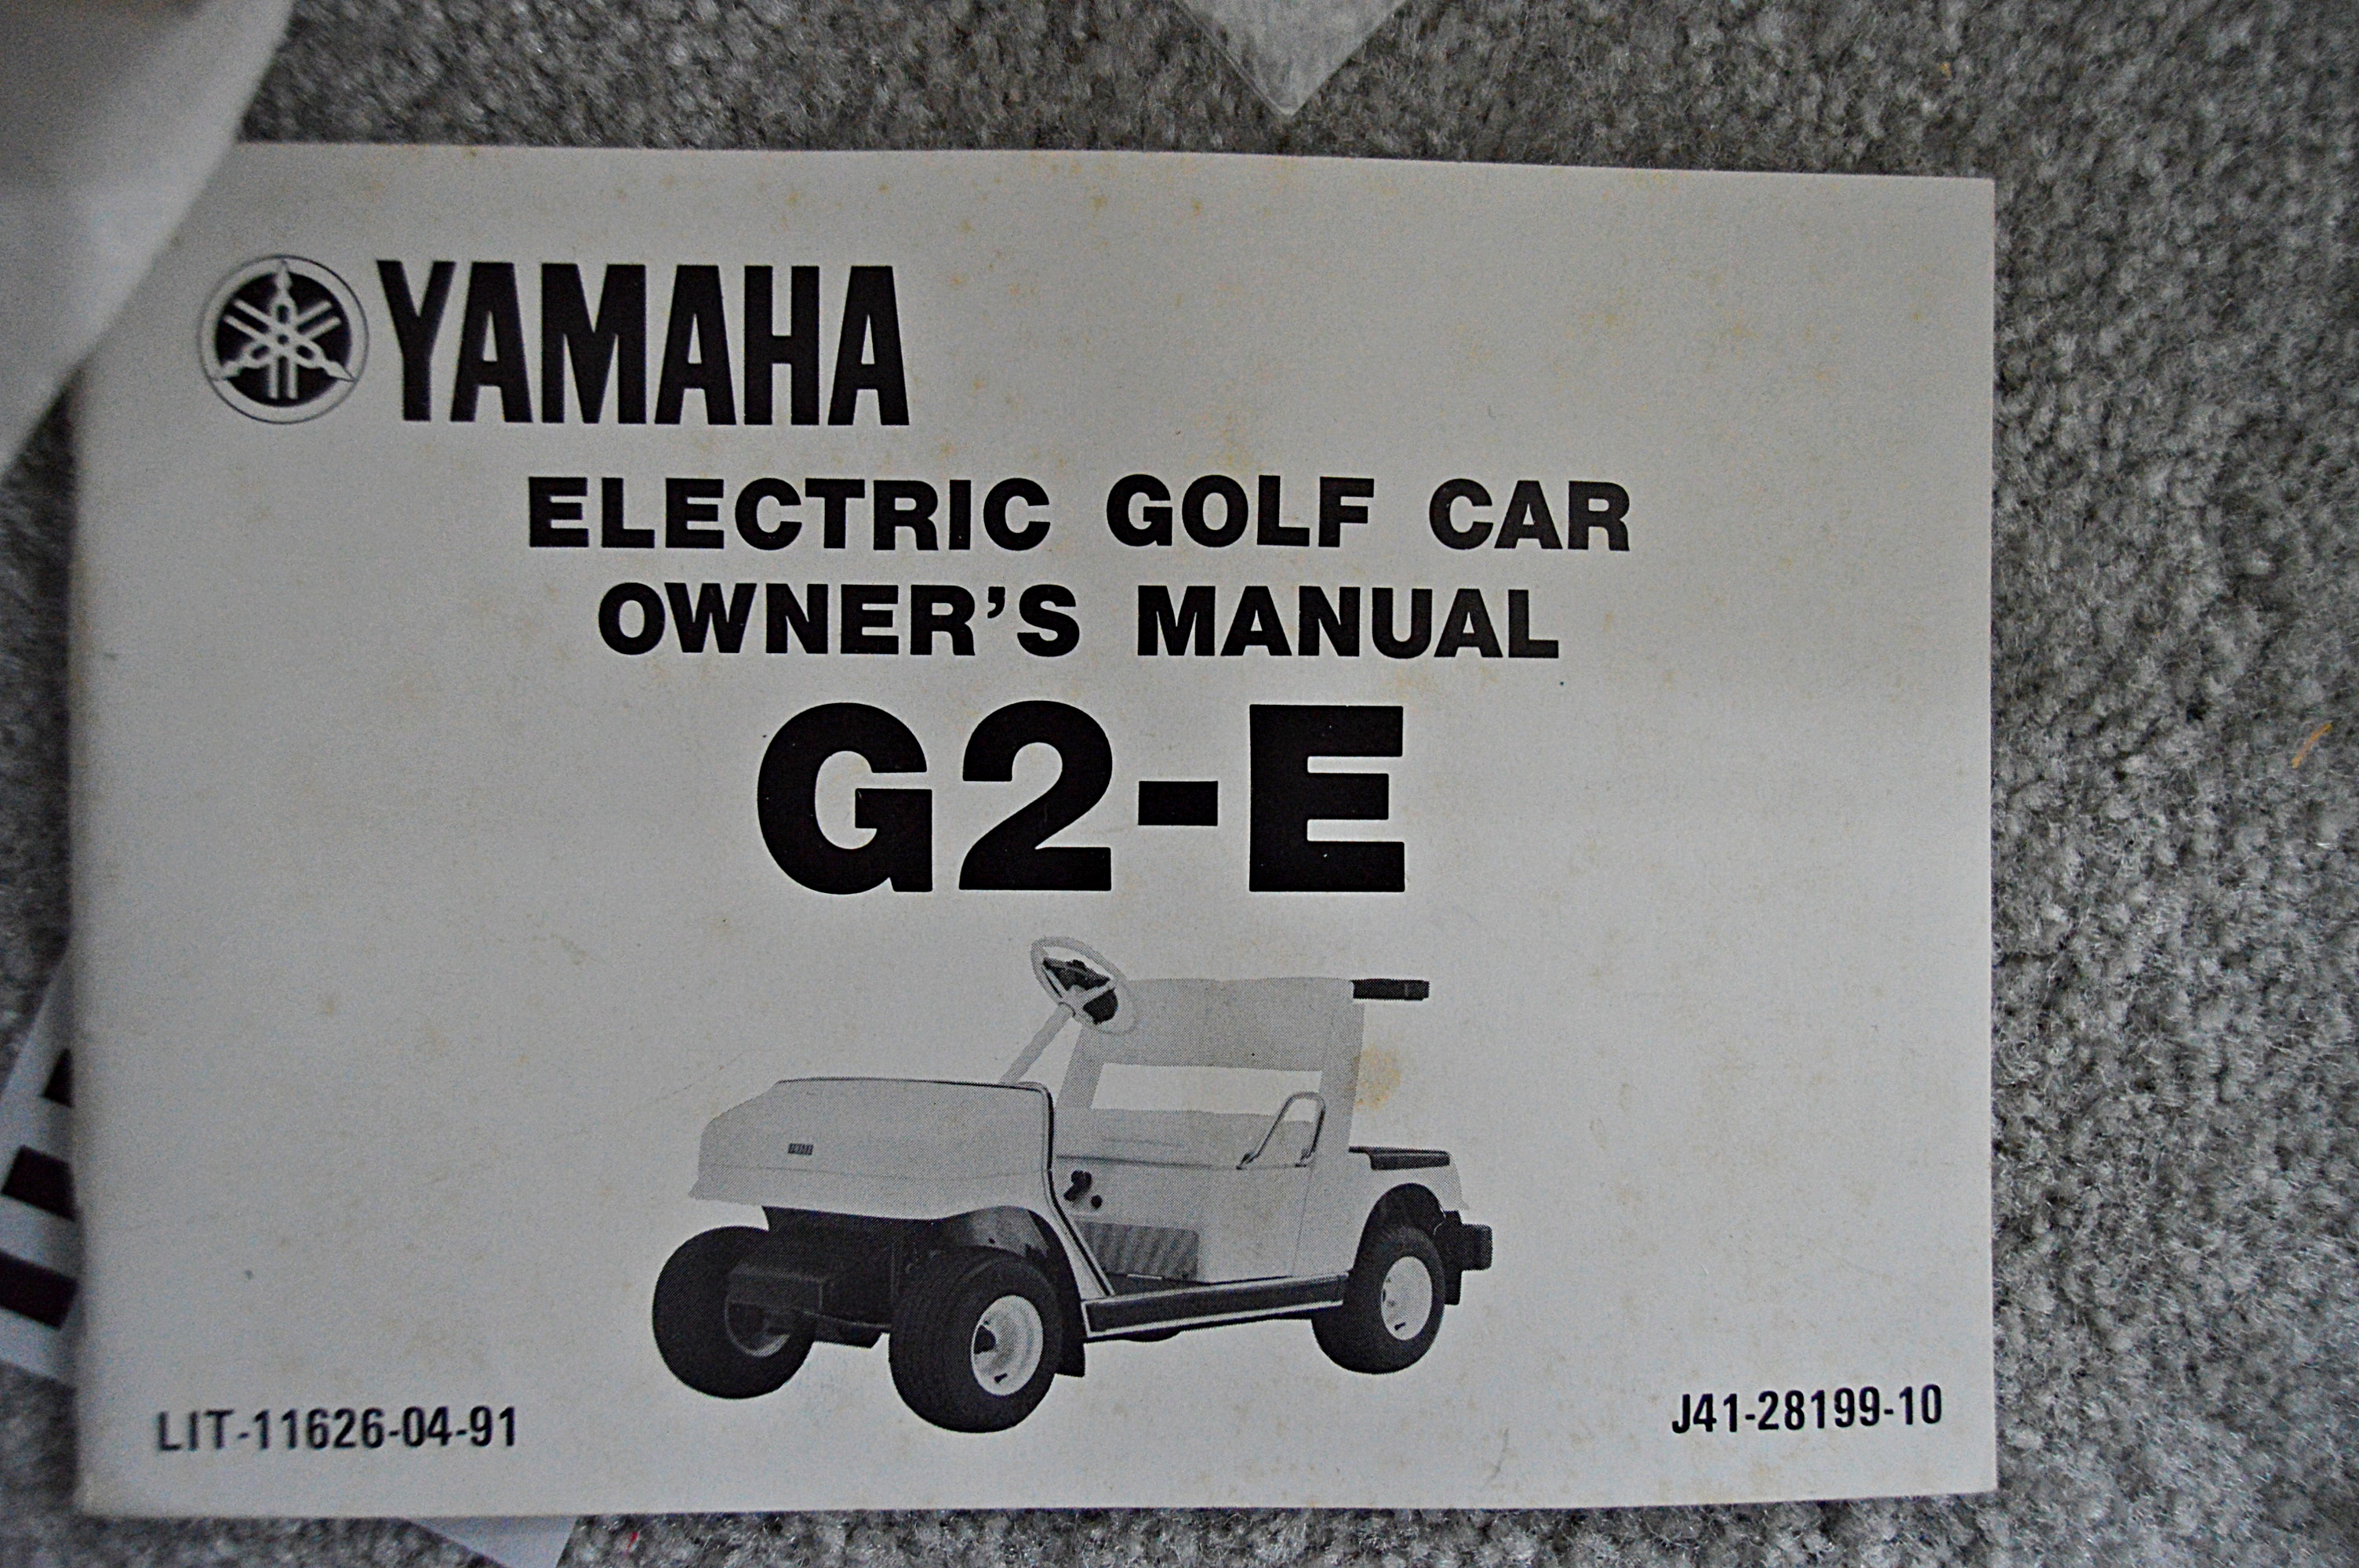 YAMAHA
ELECTRIC GOLF CAR
OWNER'S MANUAL
G2-E
LIT-11626-04-91
J41-28199-10